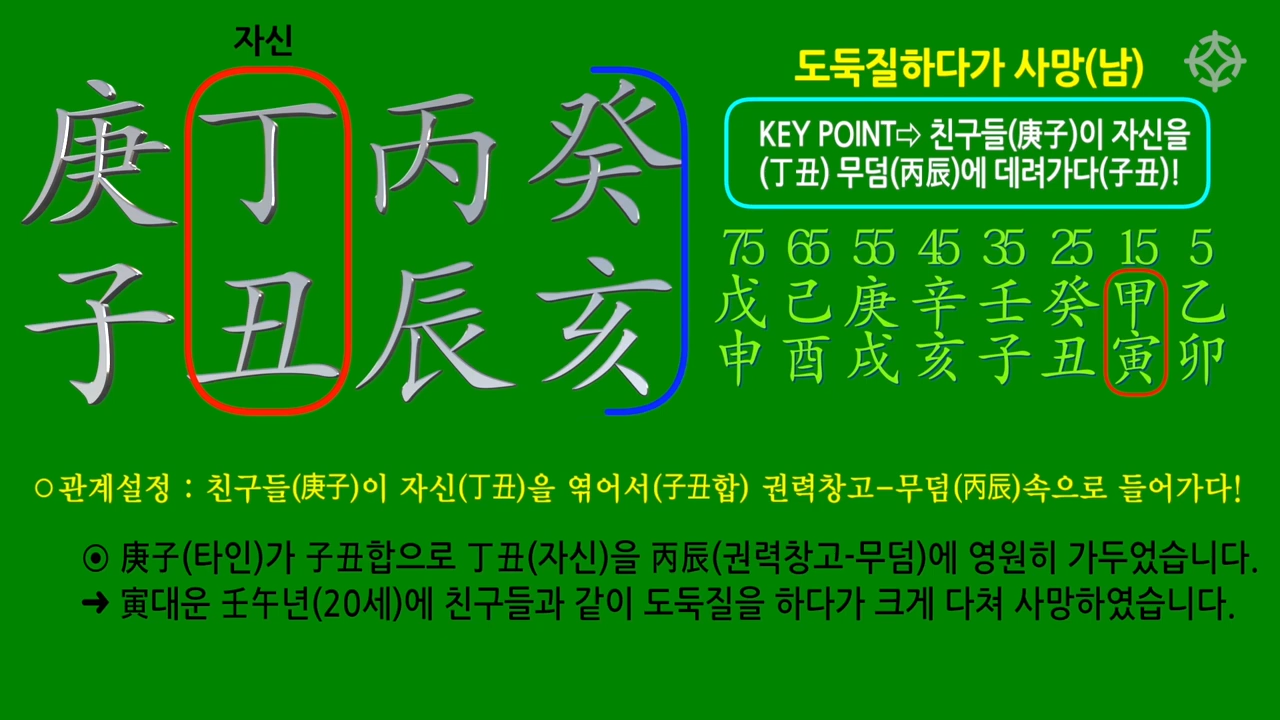 자신
庚 丁 丙 癸
子 丑 辰 亥
도둑질하다가 사망(남)
KEY POINT⇨ 친구들(庚子)이 자신을
(丁丑) 무덤(丙辰)에 데려가다(子丑)!
75 65 55 45 35 25 15 5
戊 己 庚 辛 壬 癸 甲 乙
申 酉 戌 亥 子 丑 寅 卯
○관계설정 : 친구들(庚子)이 자신(丁丑)을 엮어서(子丑합) 권력창고-무덤(丙辰)속으로 들어가다!
◉ 庚子(타인)가 子丑합으로 丁丑(자신)을 丙辰(권력창고-무덤)에 영원히 가두었습니다.
➜ 寅대운 壬午년(20세)에 친구들과 같이 도둑질을 하다가 크게 다쳐 사망하였습니다.